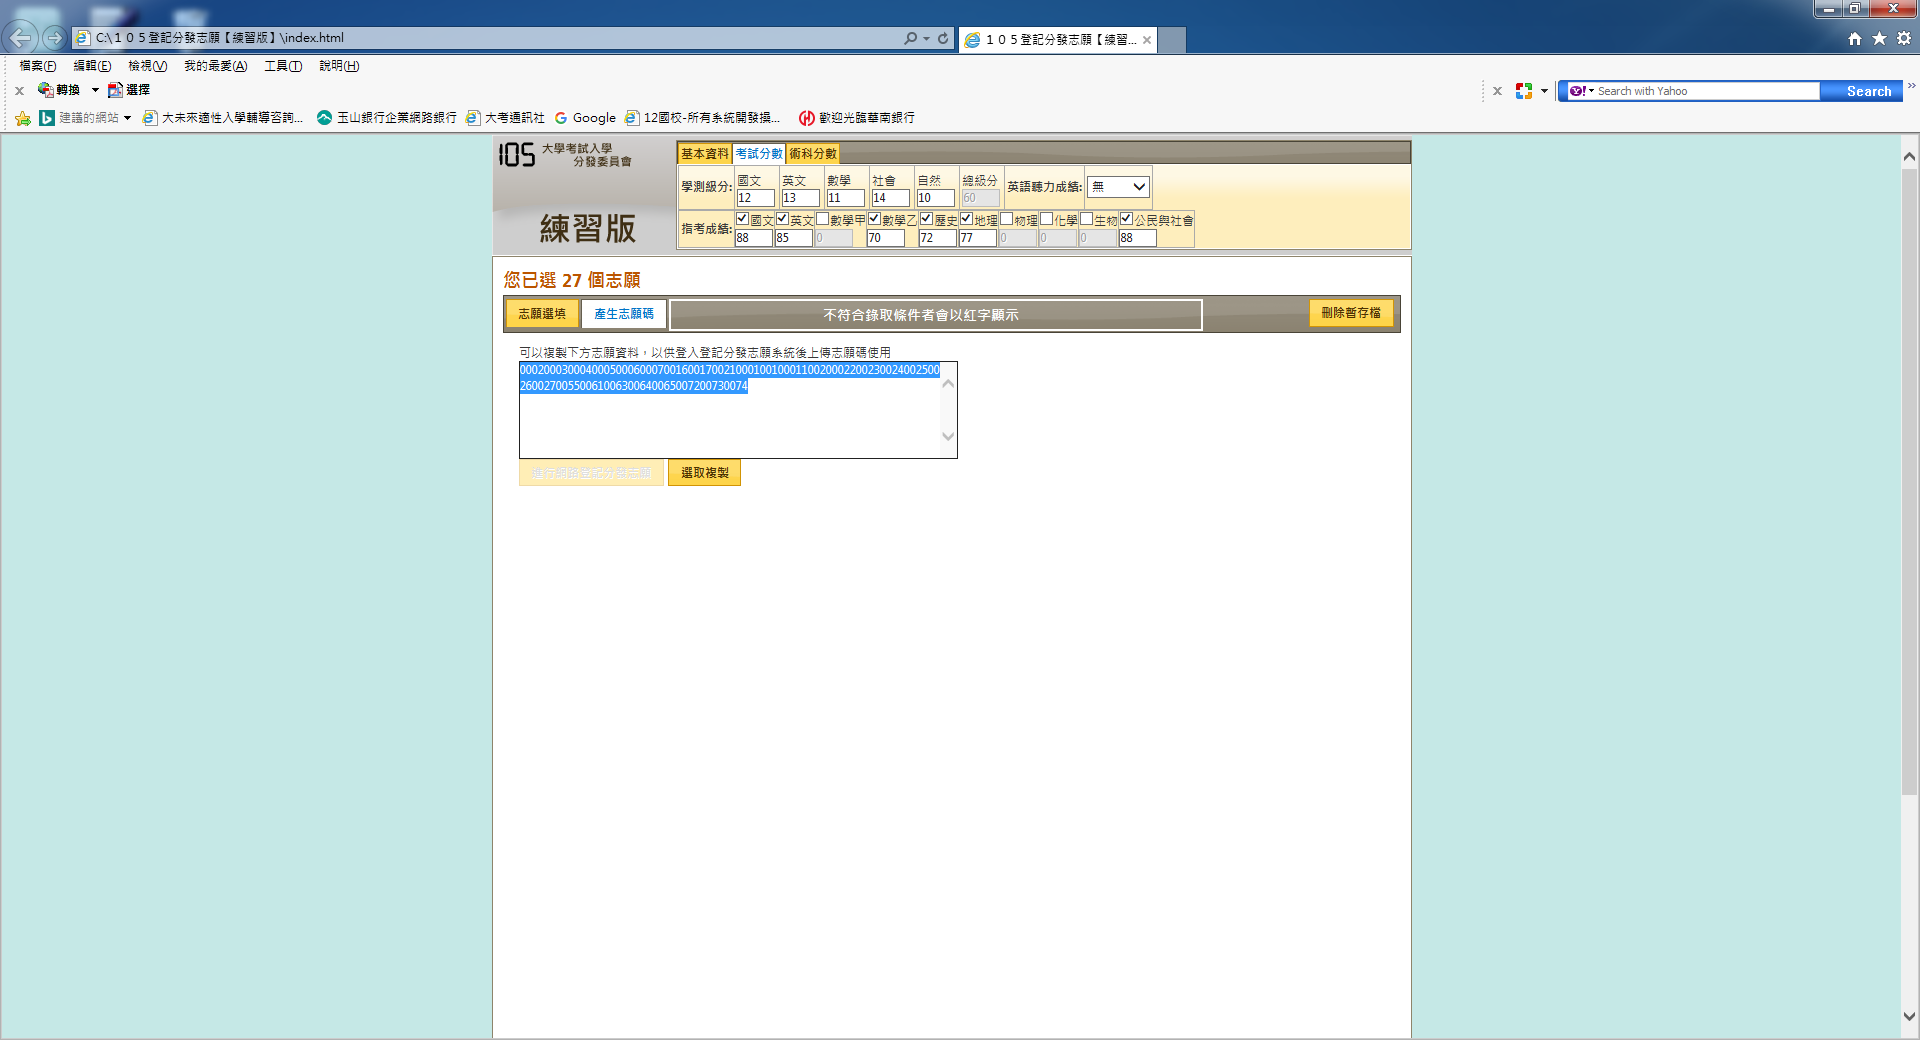 C:\１０５登記分發志願【練習版】\index.html
１０５登記分發志願【練習...
檔案(F) 編輯(E) 檢視(V) 我的最愛(A) 工具(T) 說明(H)
轉換 選擇
Search with Yahoo Search
建議的網站 大未來適性入學輔導咨詢... 玉山銀行企業網路銀行 大考通訊社 Google 12國校-所有系統開發操... 歡迎光臨華南銀行
105 大學考試入學
分發委員會
練習版
基本資料 考試分數 術科分數
學測級分: 國文 英文 數學 社會 自然 總級分 英語聽力成績: 無
12 13 11 14 10 60
指考成績: 國文 英文 數學甲 數學乙 歷史 地理 物理 化學 生物 公民與社會
88 85 0 70 72 77 0 0 0 88
您已選 27 個志願
志願選填 產生志願碼 不符合錄取條件者會以紅字顯示 刪除暫存檔
可以複製下方志願資料，以供登入登記分發志願系統後上傳志願碼使用
0002000300040005000600070016001700210001001000110020002200230024002500
26002700550061006300640065007200730074
進行網路登記分發志願 選取複製